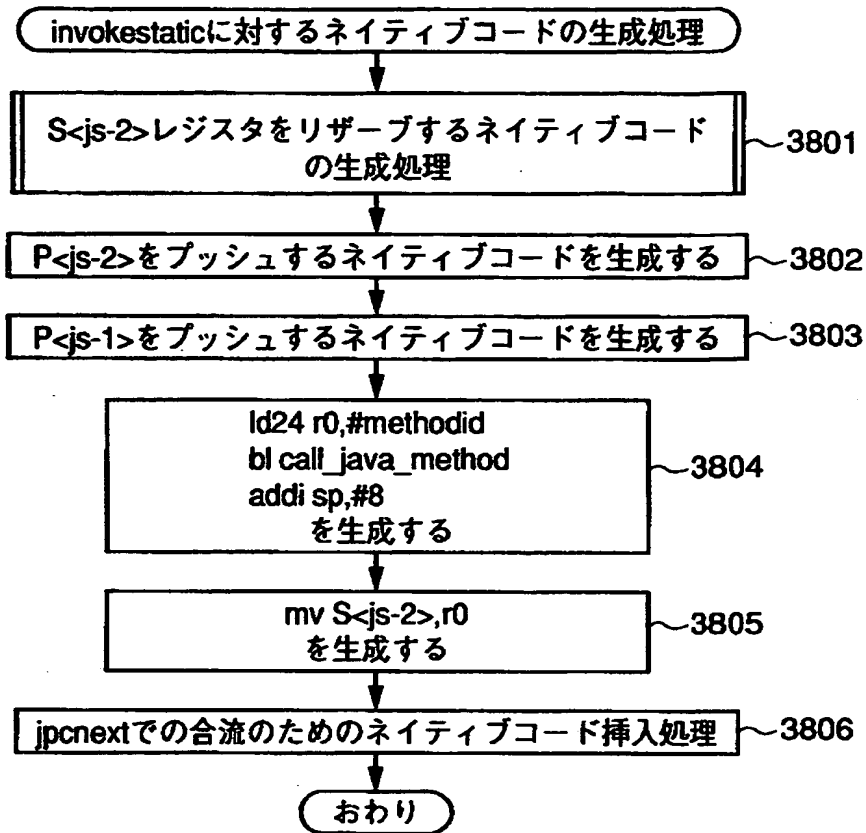 invokestaticに対するネイティブコードの生成処理
S<js-2>レジスタをリザーブするネイティブコード
の生成処理
3801
P<js-2>をプッシュするネイティブコードを生成する
3802
P<js-1>をプッシュするネイティブコードを生成する
3803
ld24 r0,#methodid
bl call_java_method
addi sp,#8
を生成する
3804
mv S<js-2>,r0
を生成する
3805
jpcnextでの合流のためのネイティブコード挿入処理
3806
おわり